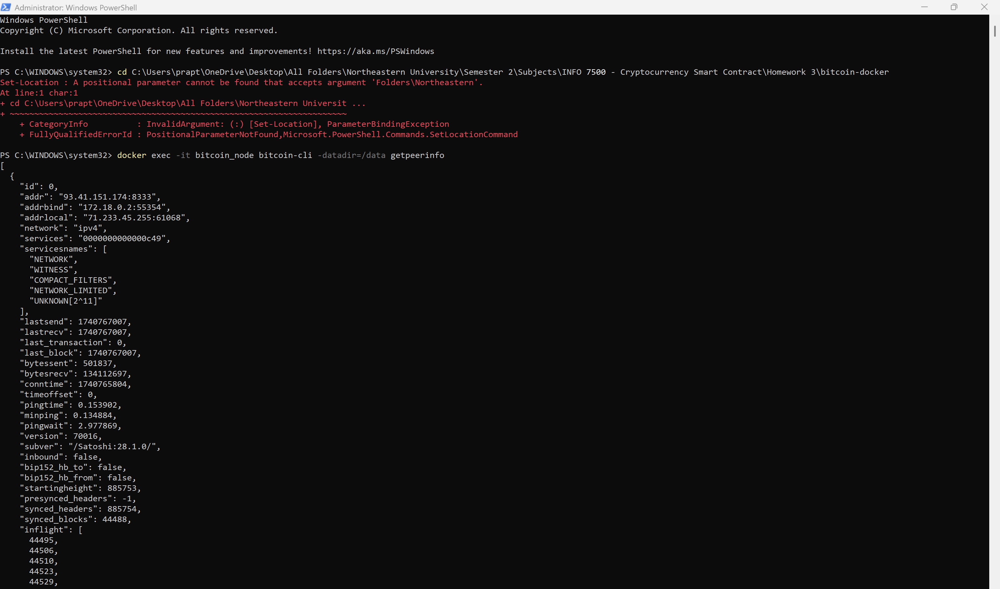 Administrator: Windows PowerShell
Windows PowerShell
Copyright (C) Microsoft Corporation. All rights reserved.

Install the latest PowerShell for new features and improvements! https://aka.ms/PSWindows

PS C:\WINDOWS\system32> cd C:\Users\prapt\OneDrive\Desktop\All Folders\Northeastern University\Semester 2\Subjects\INFO 7500 - Cryptocurrency Smart Contract\Homework 3\bitcoin-docker
Set-Location : A positional parameter cannot be found that accepts argument 'Folders\Northeastern'.
At line:1 char:1
+ cd C:\Users\prapt\OneDrive\Desktop\All Folders\Northeastern Universit ...
+ ~~~~~~~~~~~~~~~~~~~~~~~~~~~~~~~~~~~~~~~~~~~~~~~~~~~~~~~~~~~~~~~~~~~~~
    + CategoryInfo          : InvalidArgument: (:) [Set-Location], ParameterBindingException
    + FullyQualifiedErrorId : PositionalParameterNotFound,Microsoft.PowerShell.Commands.SetLocationCommand

PS C:\WINDOWS\system32> docker exec -it bitcoin_node bitcoin-cli -datadir=/data getpeerinfo
[
  {
    "id": 0,
    "addr": "93.41.151.174:8333",
    "addrbind": "172.18.0.2:55354",
    "addrlocal": "71.233.45.255:61068",
    "network": "ipv4",
    "services": "0000000000000c49",
    "servicesnames": [
      "NETWORK",
      "WITNESS",
      "COMPACT_FILTERS",
      "NETWORK_LIMITED",
      "UNKNOWN[2^11]"
    ],
    "lastsend": 1740767007,
    "lastrecv": 1740767007,
    "last_transaction": 0,
    "last_block": 1740767007,
    "bytessent": 501837,
    "bytesrecv": 134112697,
    "conntime": 1740765804,
    "timeoffset": 0,
    "pingtime": 0.153902,
    "minping": 0.134884,
    "pingwait": 2.977869,
    "version": 70016,
    "subver": "/Satoshi:28.1.0/",
    "inbound": false,
    "bip152_hb_to": false,
    "bip152_hb_from": false,
    "startingheight": 885753,
    "presynced_headers": -1,
    "synced_headers": 885754,
    "synced_blocks": 44488,
    "inflight": [
      44495,
      44506,
      44510,
      44523,
      44529,